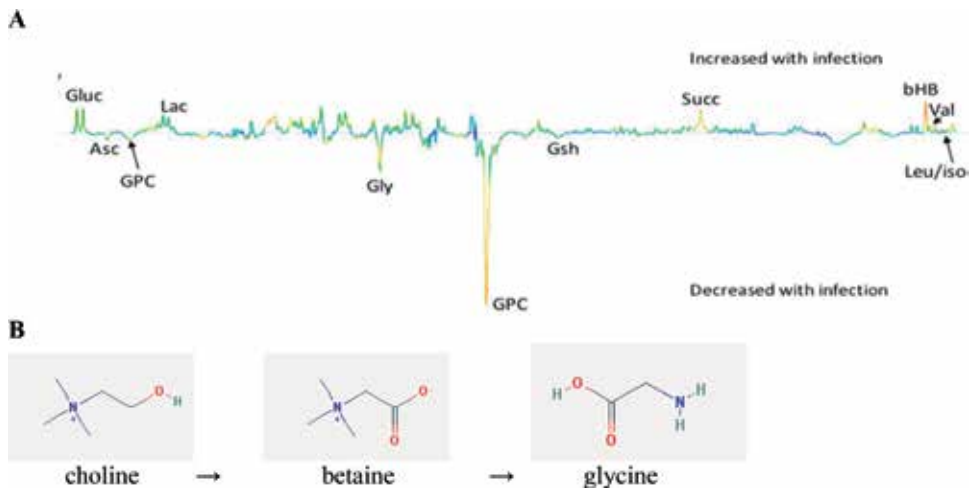 A
Increased with infection
Gluc
Lac
Succ
bHB
Val
Asc
GPC
Gly
Gsh
Leu/iso-
GPC
Decreased with infection
B
N
+
O
H
N
+
O
O
H
O
O
N
H
H
choline → betaine → glycine